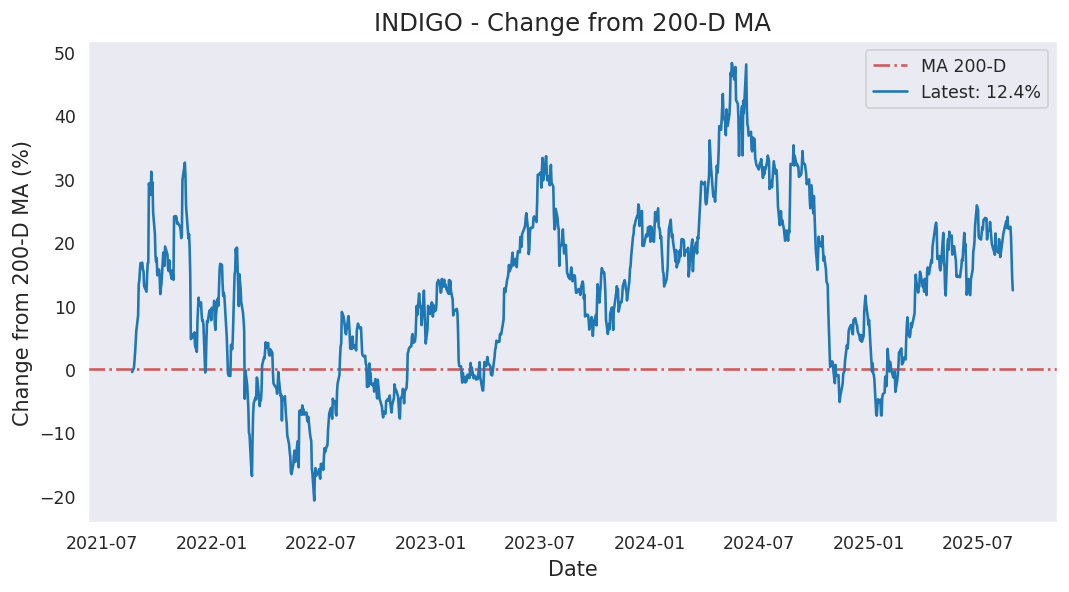 INDIGO - Change from 200-D MA
MA 200-D
Latest: 12.4%
Change from 200-D MA (%)
50
40
30
20
10
0
−10
−20
2021-07 2022-01 2022-07 2023-01 2023-07 2024-01 2024-07 2025-01 2025-07
Date